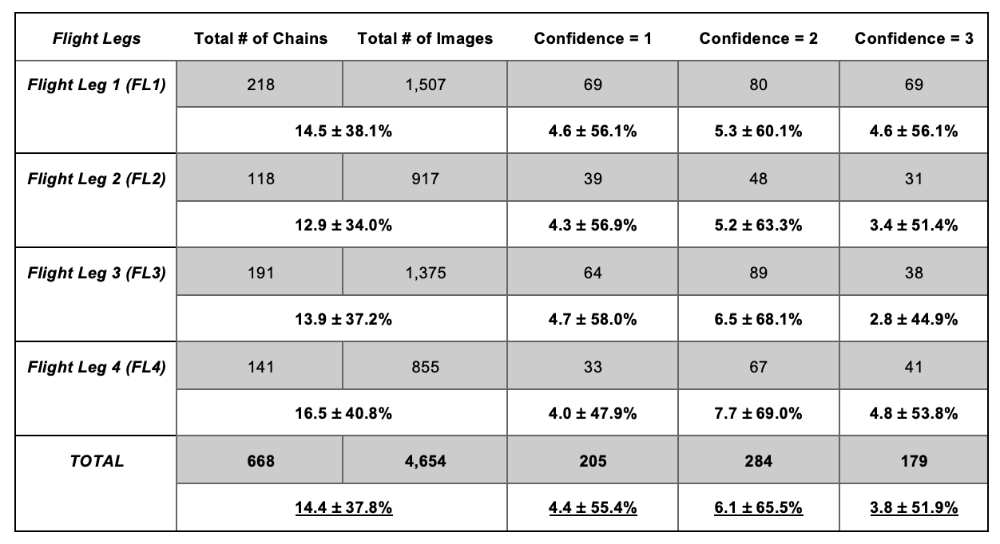 Flight Legs Total # of Chains Total # of Images Confidence = 1 Confidence = 2 Confidence = 3
Flight Leg 1 (FL1) 218 1,507 69 80 69
14.5 ± 38.1% 4.6 ± 56.1% 5.3 ± 60.1% 4.6 ± 56.1%
Flight Leg 2 (FL2) 118 917 39 48 31
12.9 ± 34.0% 4.3 ± 56.9% 5.2 ± 63.3% 3.4 ± 51.4%
Flight Leg 3 (FL3) 191 1,375 64 89 38
13.9 ± 37.2% 4.7 ± 58.0% 6.5 ± 68.1% 2.8 ± 44.9%
Flight Leg 4 (FL4) 141 855 33 67 41
16.5 ± 40.8% 4.0 ± 47.9% 7.7 ± 69.0% 4.8 ± 53.8%
TOTAL 668 4,654 205 284 179
14.4 ± 37.8% 4.4 ± 55.4% 6.1 ± 65.5% 3.8 ± 51.9%